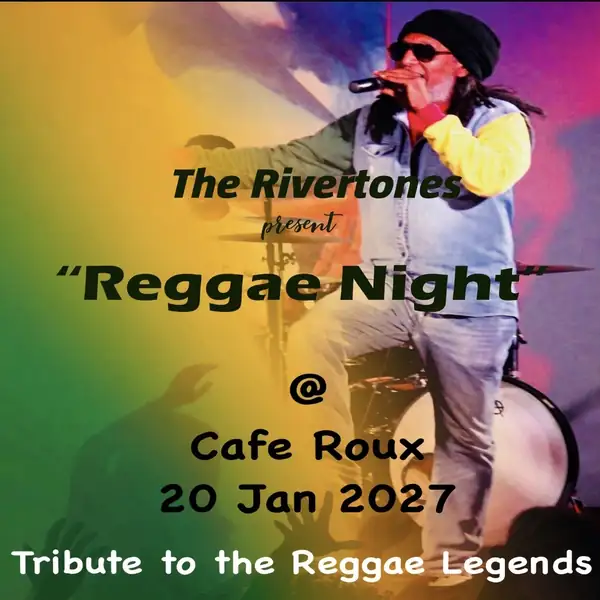 The Rivertones
present
“Reggae Night“
@
Cafe Roux
20 Jan 2027
Tribute to the Reggae Legends